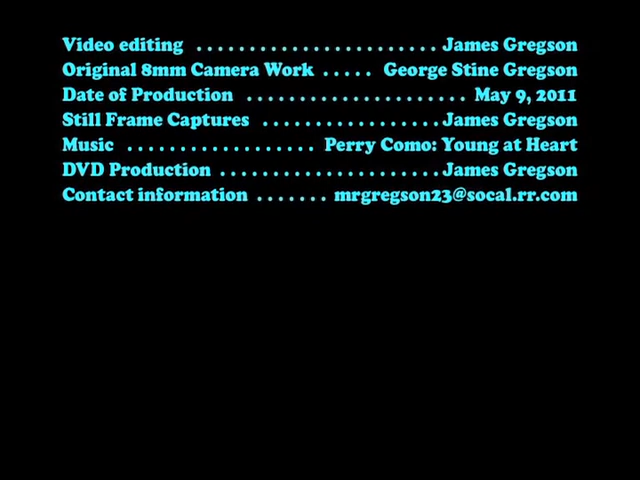 Video editing . . . . . . . . . . . . . . . . . . . . . . . James Gregson
Original 8mm Camera Work . . . . . George Stine Gregson
Date of Production . . . . . . . . . . . . . . . . . . . . . May 9, 2011
Still Frame Captures . . . . . . . . . . . . . . . . . James Gregson
Music . . . . . . . . . . . . . . . . . . Perry Como: Young at Heart
DVD Production . . . . . . . . . . . . . . . . . . . . . James Gregson
Contact information . . . . . . . mrgregson23@socal.rr.com